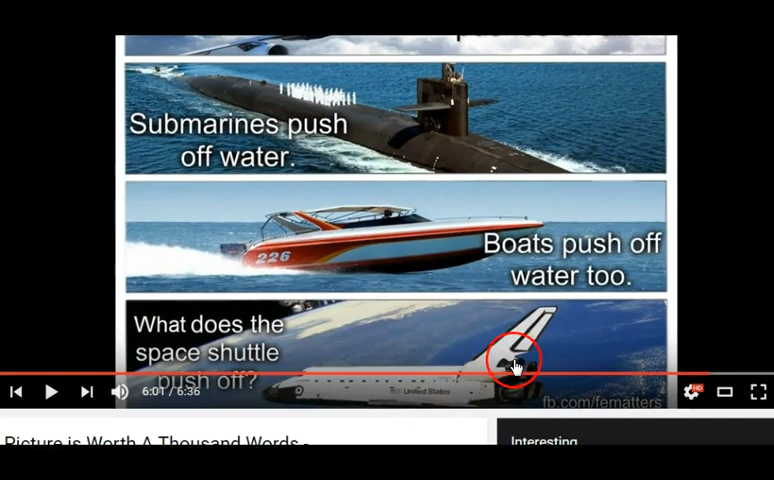 Submarines push
off water.
226
Boats push off
water too.
What does the
space shuttle
push off?
United States
fb.com/fematters
6:01 / 6:36
HD
Picture is Worth A Thousand Words -
Interesting